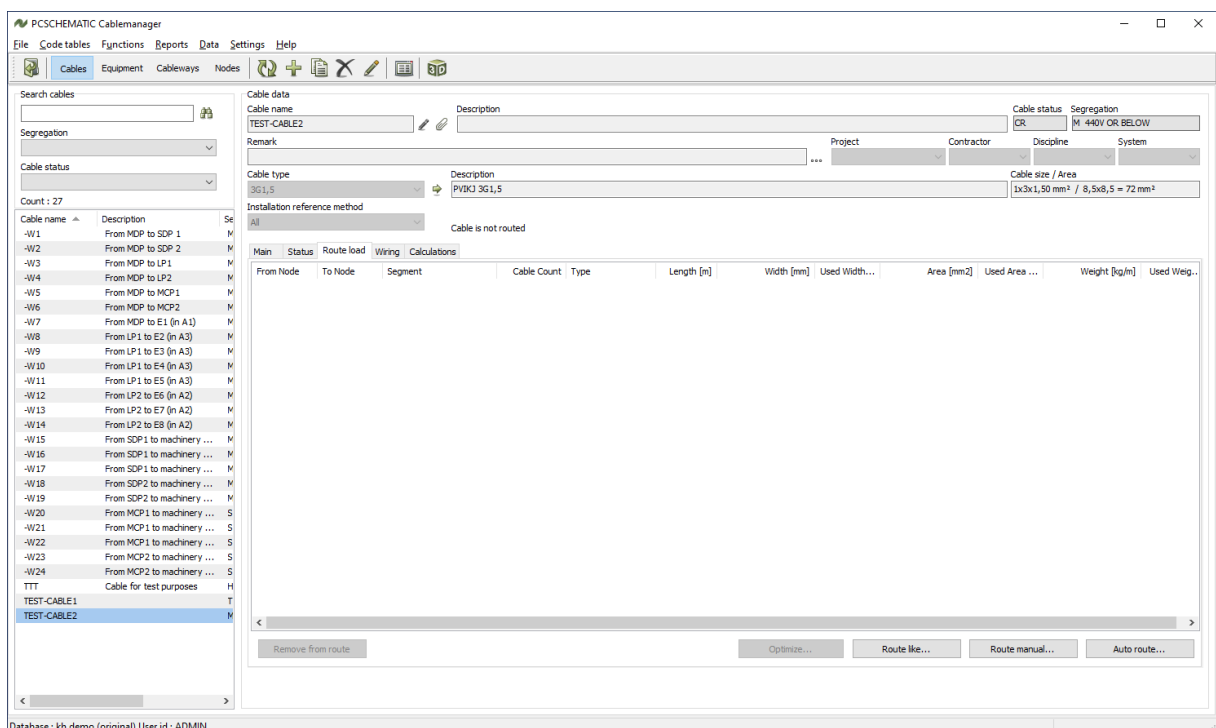 PCSCHEMATIC Cablemanager
File Code tables Functions Reports Data Settings Help
Cables Equipment Cableways Nodes 3D
Search cables
Segregation
Cable status
Count : 27
Cable name Description Se
-W1 From MDP to SDP 1 M
-W2 From MDP to SDP 2 M
-W3 From MDP to LP1 M
-W4 From MDP to LP2 M
-W5 From MDP to MCP1 M
-W6 From MDP to MCP2 M
-W7 From MDP to E1 (in A1) M
-W8 From LP1 to E2 (in A3) M
-W9 From LP1 to E3 (in A3) M
-W10 From LP1 to E4 (in A3) M
-W11 From LP1 to E5 (in A3) M
-W12 From LP2 to E6 (in A2) M
-W13 From LP2 to E7 (in A2) M
-W14 From LP2 to E8 (in A2) M
-W15 From SDP1 to machinery ... M
-W16 From SDP1 to machinery ... M
-W17 From SDP1 to machinery ... M
-W18 From SDP2 to machinery ... M
-W19 From SDP2 to machinery ... M
-W20 From MCP1 to machinery ... S
-W21 From MCP1 to machinery ... S
-W22 From MCP1 to machinery ... S
-W23 From MCP2 to machinery ... S
-W24 From MCP2 to machinery ... S
TTT Cable for test purposes H
TEST-CABLE1 T
TEST-CABLE2 M
Cable data
Cable name Description Cable status Segregation
TEST-CABLE2 CR M 440V OR BELOW
Remark Project Contractor Discipline System
Cable type Description Cable size / Area
3G1,5 PVIKJ 3G1,5 1x3x1,50 mm² / 8,5x8,5 = 72 mm²
Installation reference method
All
Cable is not routed
Main Status Route load Wiring Calculations
From Node To Node Segment Cable Count Type Length [m] Width [mm] Used Width... Area [mm2] Used Area ... Weight [kg/m] Used Weig..
Remove from route Optimize... Route like... Route manual... Auto route...
Database : kh demo (original) User id : ADMIN